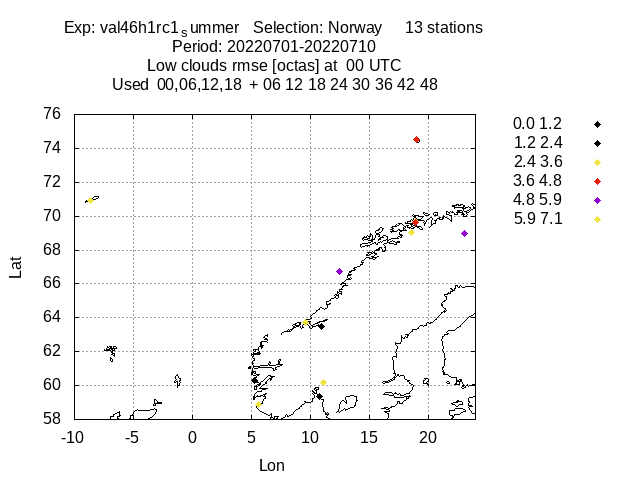 Exp: val46h1rc1summer   Selection: Norway     13 stations
Period: 20220701-20220710
Low clouds rmse [octas] at  00 UTC
Used  00,06,12,18  + 06 12 18 24 30 36 42 48
76
74
72
70
68
66
64
62
60
58
-10 -5 0 5 10 15 20
Lat
Lon
0.0 1.2
1.2 2.4
2.4 3.6
3.6 4.8
4.8 5.9
5.9 7.1